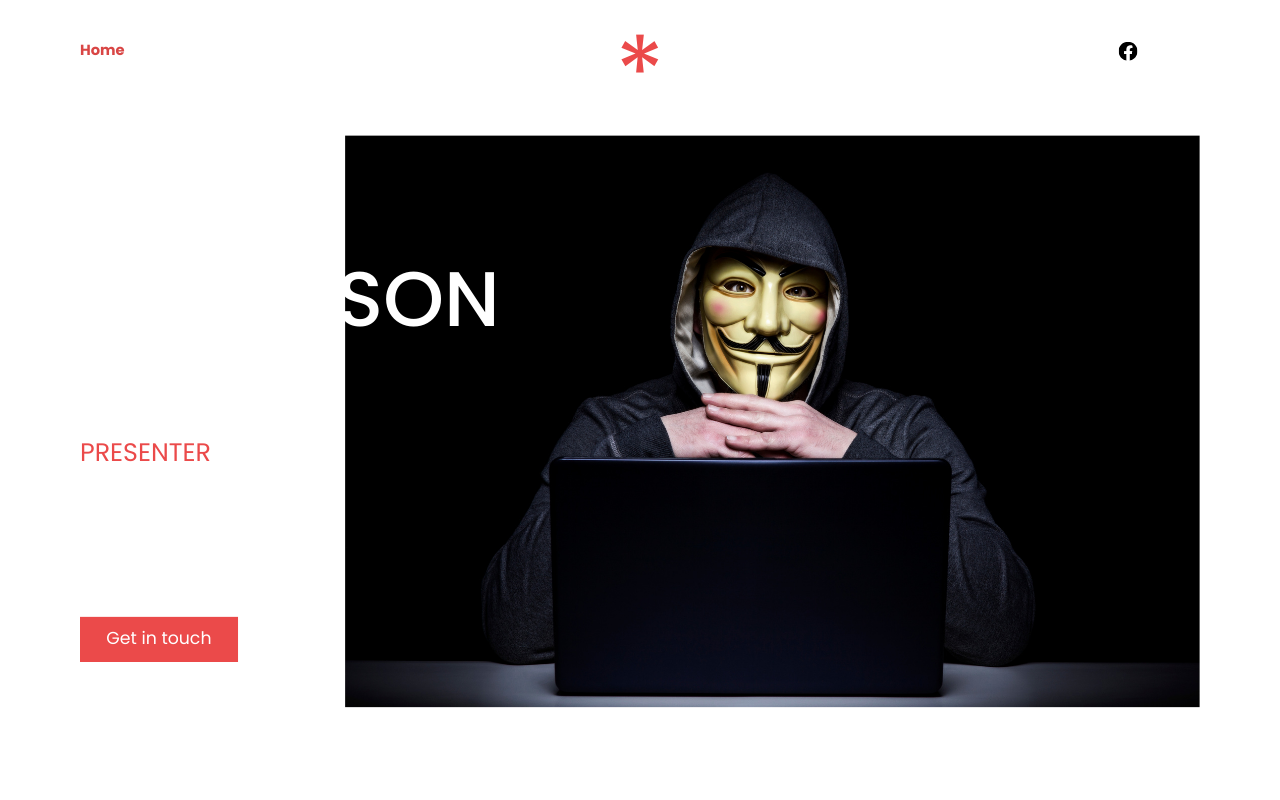 Home
SON
PRESENTER
Get in touch